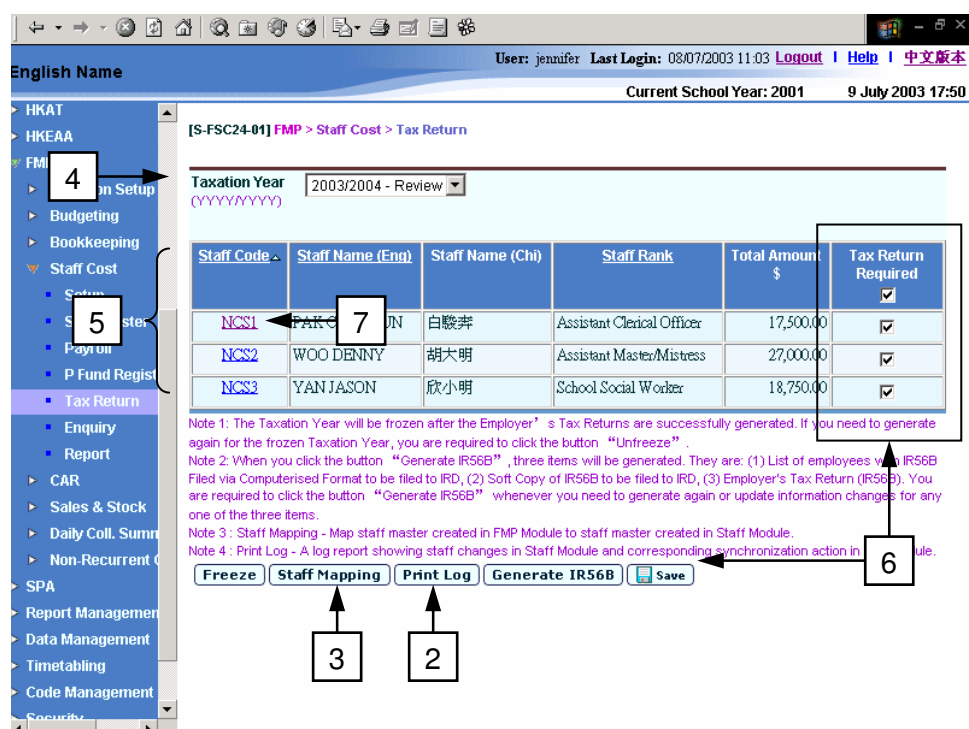 User: jennifer Last Login: 08/07/2003 11:03 Logout | Help | 中文版本
English Name
Current School Year: 2001 9 July 2003 17:50
HKAT
HKEAA
[S-FSC24-01] FMP > Staff Cost > Tax Return
4
Setup
Taxation Year 2003/2004 - Review
(YYYY/YYYY)
Budgeting
Bookkeeping
Staff Cost
Staff Code Staff Name (Eng) Staff Name (Chi) Staff Rank Total Amount $ Tax Return Required
5
7
NCS1 白駿奔 Assistant Clerical Officer 17,500.00
Payroll
NCS2 WOO DENNY 胡大明 Assistant Master/Mistress 27,000.00
P Fund Regist
NCS3 YAN JASON 欣小明 School Social Worker 18,750.00
Tax Return
Enquiry
Report
CAR
Sales & Stock
Daily Coll. Summ
Non-Recurrent
SPA
Report Managemen
Data Management
Timetabling
Code Management
Security
Note 1: The Taxation Year will be frozen after the Employer’ s Tax Returns are successfully generated. If you need to generate
again for the frozen Taxation Year, you are required to click the button “Unfreeze” .
Note 2: When you click the button “Generate IR56B” , three items will be generated. They are: (1) List of employees with IR56B
Filed via Computerised Format to be filed to IRD, (2) Soft Copy of IR56B to be filed to IRD, (3) Employer's Tax Return (IR56B). You
are required to click the button “Generate IR56B” whenever you need to generate again or update information changes for any
one of the three items.
Note 3 : Staff Mapping - Map staff master created in FMP Module to staff master created in Staff Module.
Note 4 : Print Log - A log report showing staff changes in Staff Module and corresponding synchronization action in
Freeze Staff Mapping Print Log Generate IR56B Save
6
3
2